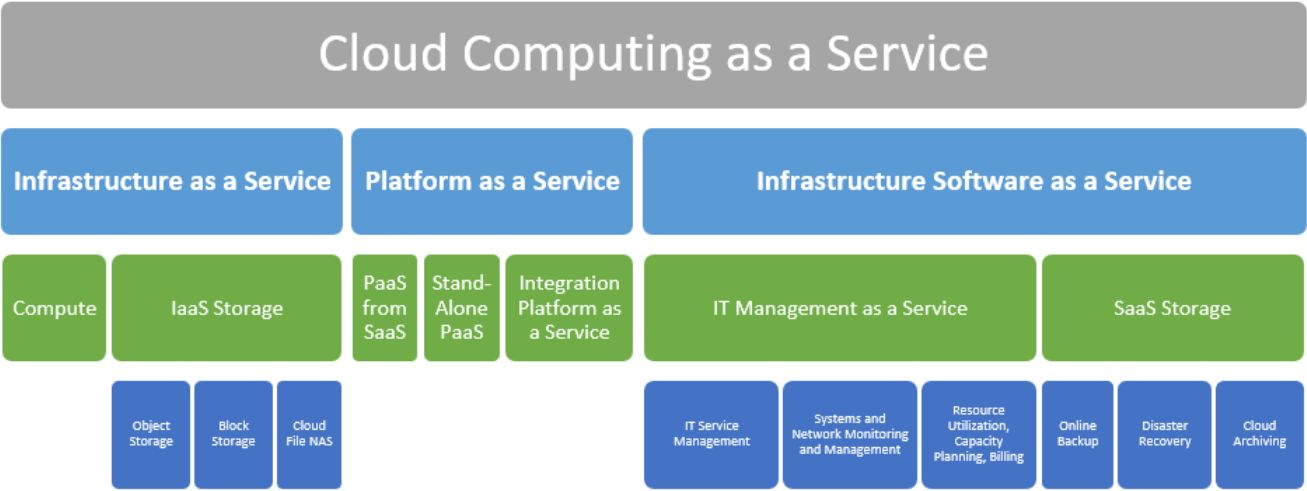 Cloud Computing as a Service
Infrastructure as a Service
Platform as a Service
Infrastructure Software as a Service
Compute
IaaS Storage
PaaS
from
SaaS
Stand-
Alone
PaaS
Integration
Platform as
a Service
IT Management as a Service
SaaS Storage
Object
Storage
Block
Storage
Cloud
File NAS
IT Service
Management
Systems and
Network Monitoring
and Management
Resource
Utilization,
Capacity
Planning, Billing
Online
Backup
Disaster
Recovery
Cloud
Archiving